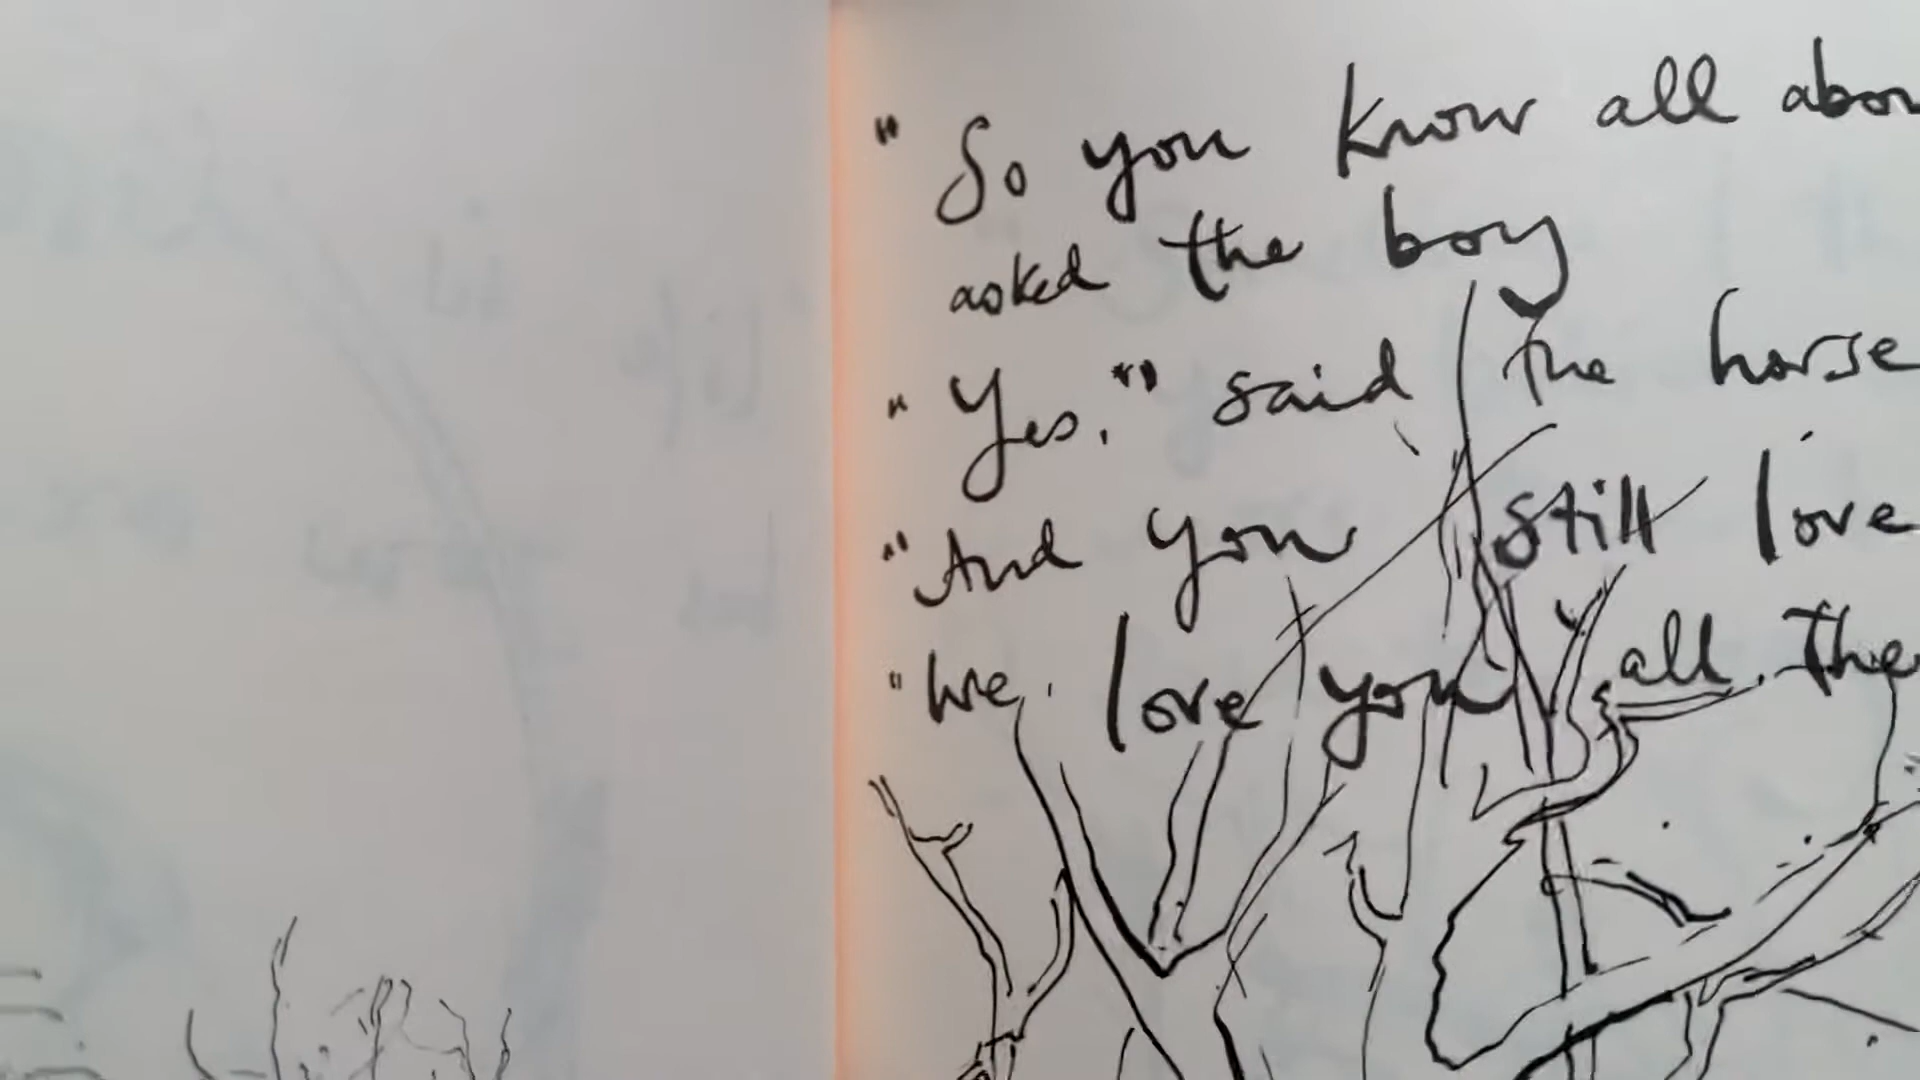 "So you know all abou
asked the boy
"Yes," said the horse
"And you still love
"We love you all the